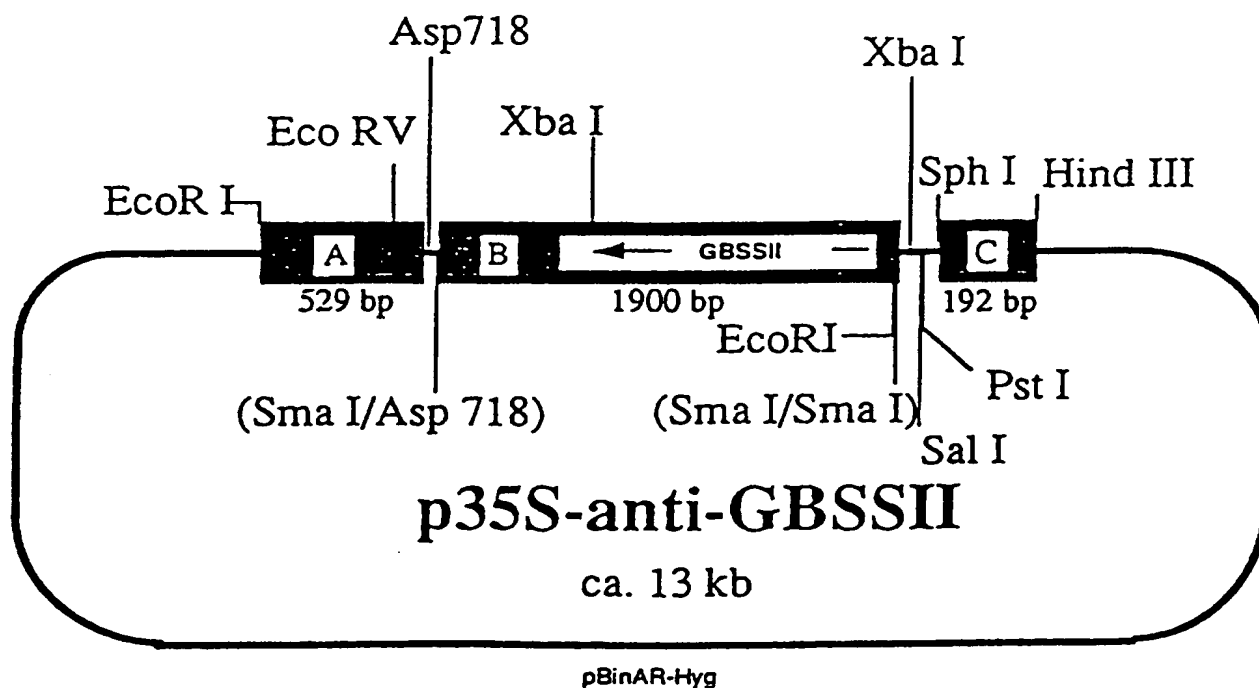 Asp718
Xba I
Eco RV
Xba I
Sph I
Hind III
EcoR I
A
B
GBSSII
C
529 bp
1900 bp
192 bp
EcoRI
Pst I
(Sma I/Asp 718)
(Sma I/Sma I)
Sal I
p35S-anti-GBSSII
ca. 13 kb
pBinAR-Hyg